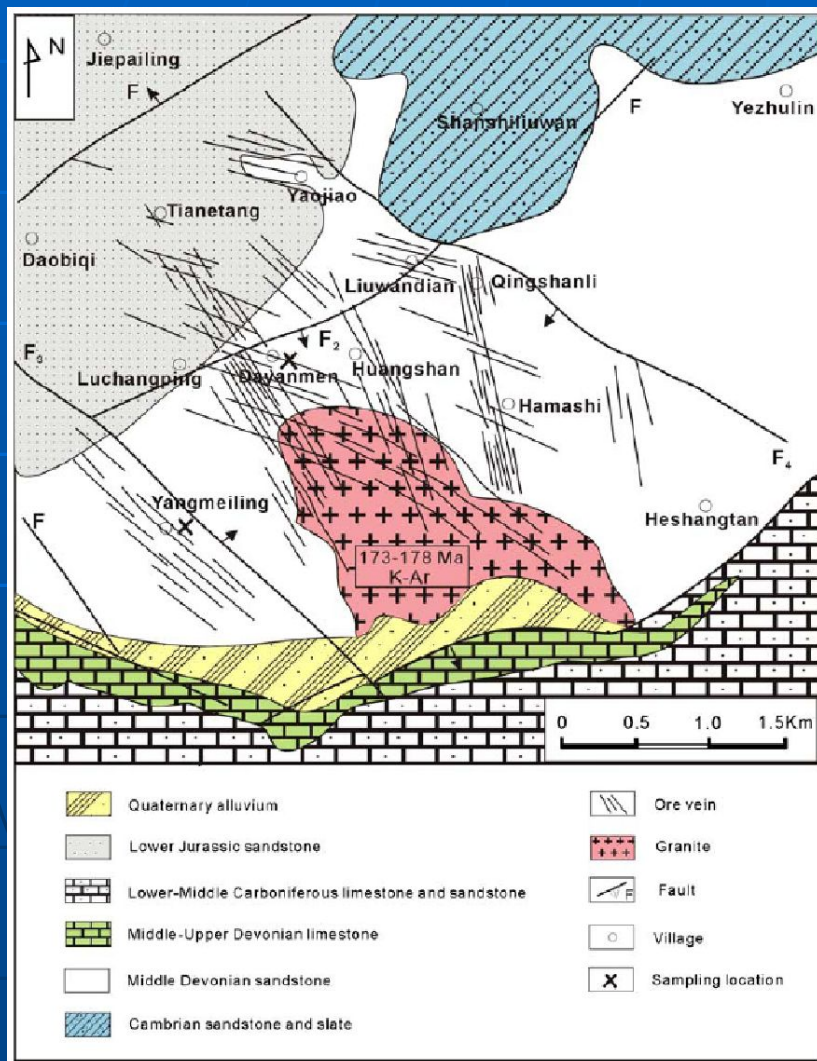 N
Jiepailing
F
F
Shanshiliuwan
Yezhulin
Yaojiao
Tianetang
Daobiqi
Liuwandian
Qingshanli
F₃
F₂
Luchangping
Dayanmen
Huangshan
Hamashi
F₄
Yangmeiling
F
Heshangtan
173-178 Ma
K-Ar
0 0.5 1.0 1.5Km
Quaternary alluvium
Ore vein
Lower Jurassic sandstone
Granite
Lower-Middle Carboniferous limestone and sandstone
F
Fault
Middle-Upper Devonian limestone
Village
Middle Devonian sandstone
Sampling location
Cambrian sandstone and slate